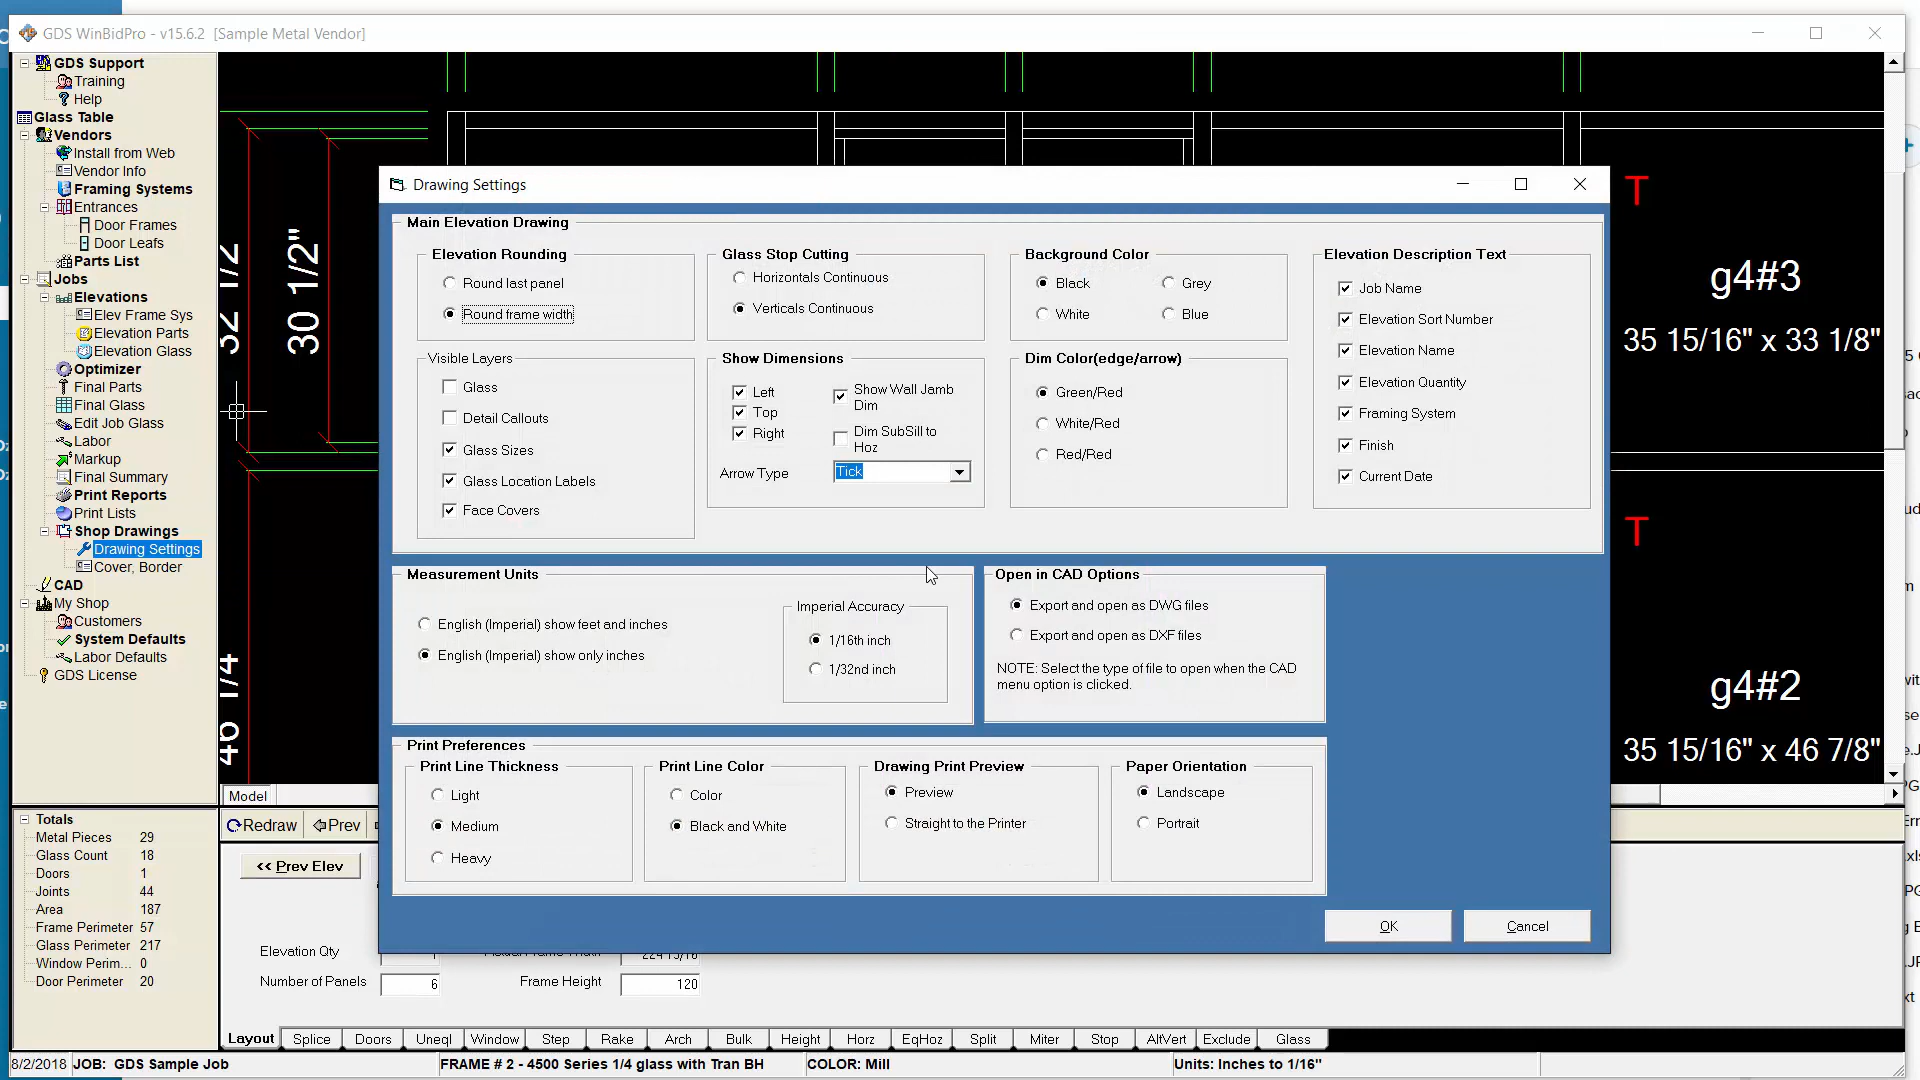 GDS WinBidPro - v15.6.2 [Sample Metal Vendor]
GDS Support
Training
Help
Glass Table
Vendors
Install from Web
Vendor Info
Framing Systems
Entrances
Door Frames
Door Leafs
Parts List
Jobs
Elevations
Elev Frame Sys
Elevation Parts
Elevation Glass
Optimizer
Final Parts
Final Glass
Edit Job Glass
Labor
Markup
Final Summary
Print Reports
Print Lists
Shop Drawings
Drawing Settings
Cover, Border
CAD
My Shop
Customers
System Defaults
Labor Defaults
GDS License
Totals
Metal Pieces 29
Glass Count 18
Doors 1
Joints 44
Area 187
Frame Perimeter 57
Glass Perimeter 217
Window Perim... 0
Door Perimeter 20
32 1/2
30 1/2"
46 1/4
T
g4#3
35 15/16" x 33 1/8"
T
g4#2
35 15/16" x 46 7/8"
Drawing Settings
Main Elevation Drawing
Elevation Rounding
Round last panel
Round frame width
Glass Stop Cutting
Horizontals Continuous
Verticals Continuous
Background Color
Black
Grey
White
Blue
Elevation Description Text
Job Name
Elevation Sort Number
Elevation Name
Elevation Quantity
Framing System
Finish
Current Date
Visible Layers
Glass
Detail Callouts
Glass Sizes
Glass Location Labels
Face Covers
Show Dimensions
Left
Top
Right
Show Wall Jamb
Dim
Dim SubSill to
Hoz
Arrow Type Tick
Dim Color(edge/arrow)
Green/Red
White/Red
Red/Red
Measurement Units
English (Imperial) show feet and inches
English (Imperial) show only inches
Imperial Accuracy
1/16th inch
1/32nd inch
Open in CAD Options
Export and open as DWG files
Export and open as DXF files
NOTE: Select the type of file to open when the CAD
menu option is clicked.
Print Preferences
Print Line Thickness
Light
Medium
Heavy
Print Line Color
Color
Black and White
Drawing Print Preview
Preview
Straight to the Printer
Paper Orientation
Landscape
Portrait
OK
Cancel
Model
Redraw
Prev
<< Prev Elev
Elevation Qty 1
Actual Frame Width 224 15/16
Number of Panels 6
Frame Height 120
Layout Splice Doors Uneql Window Step Rake Arch Bulk Height Horz EqHoz Split Miter Stop AltVert Exclude Glass
8/2/2018 JOB: GDS Sample Job FRAME # 2 - 4500 Series 1/4 glass with Tran BH COLOR: Mill Units: Inches to 1/16"